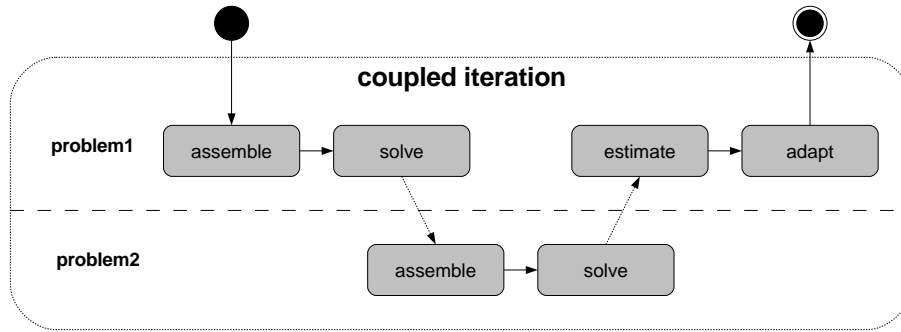 coupled iteration
problem1
assemble
solve
estimate
adapt
problem2
assemble
solve